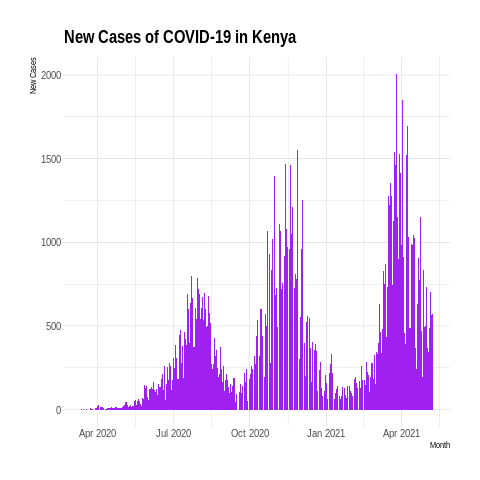 New Cases of COVID-19 in Kenya
New Cases
2000
1500
1000
500
0
Apr 2020
Jul 2020
Oct 2020
Jan 2021
Apr 2021
Month